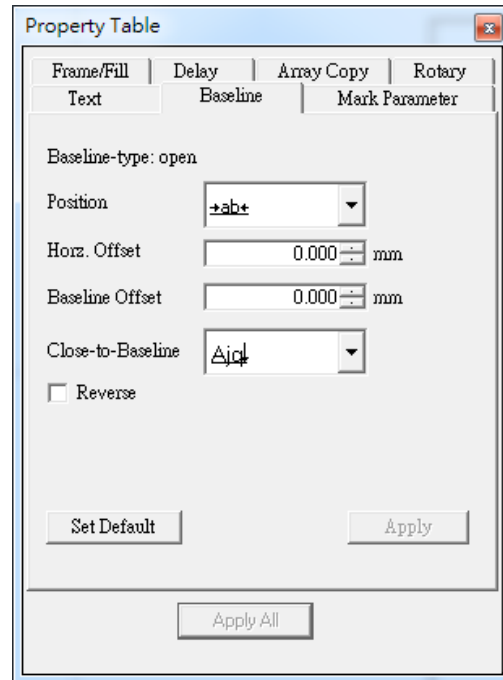 Property Table
Frame/Fill Delay Array Copy Rotary
Text Baseline Mark Parameter
Baseline-type: open
Position →ab←
Horz. Offset 0.000 mm
Baseline Offset 0.000 mm
Close-to-Baseline Ajq
Reverse
Set Default Apply
Apply All